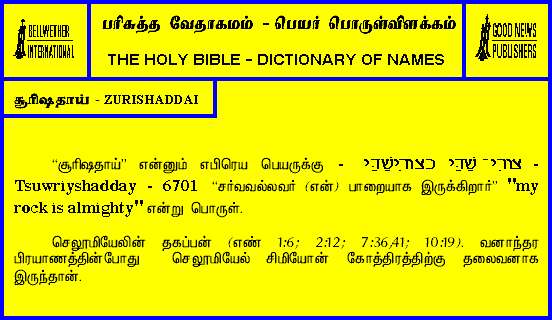 BELLWETHER
INTERNATIONAL
பரிசுத்த வேதாகமம் - பெயர் பொருள்விளக்கம்
THE HOLY BIBLE - DICTIONARY OF NAMES
GOOD NEWS
PUBLISHERS
சூரிஷதாய் - ZURISHADDAI
“சூரிஷதாய்” என்னும் எபிரெய பெயருக்கு - צוּרִי־שַׁדַּי כצוּרִישַׁדַּי -
Tsuwriyshadday - 6701 “சர்வவல்லவர் (என்) பாறையாக இருக்கிறார்” "my
rock is almighty" என்று பொருள்.
செலூமியேலின் தகப்பன் (எண் 1:6; 2:12; 7:36,41; 10:19). வனாந்தர
பிரயாணத்தின்போது செலூமியேல் சிமியோன் கோத்திரத்திற்கு தலைவனாக
இருந்தான்.